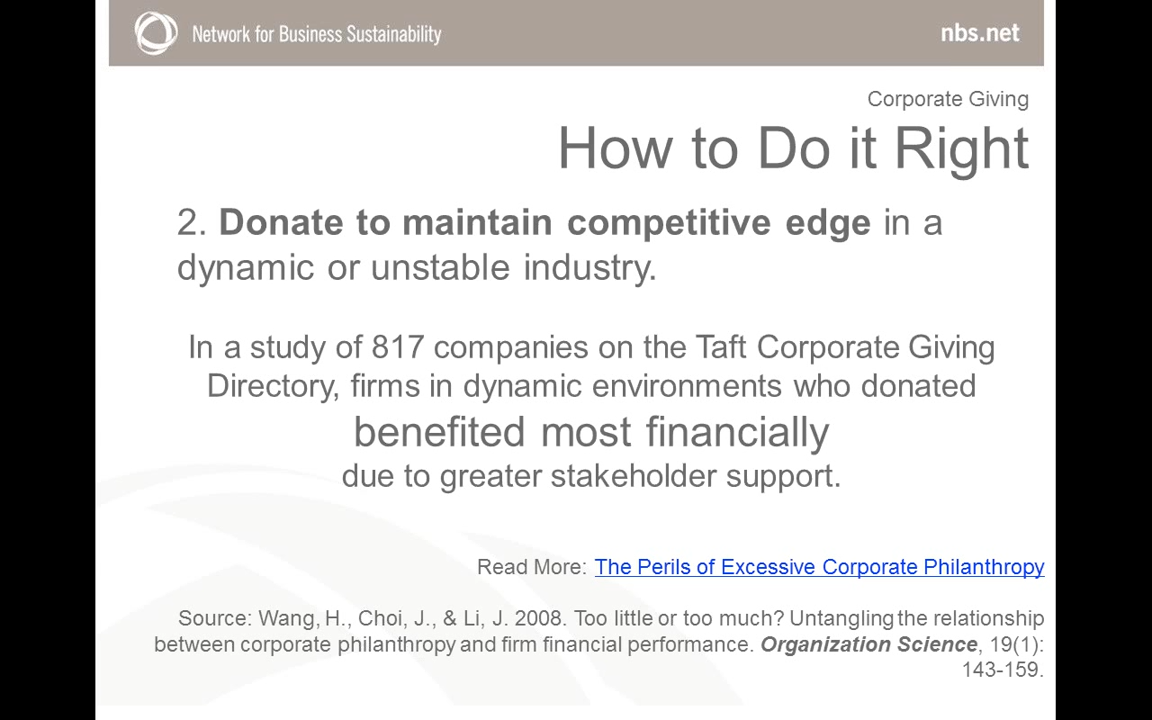 Network for Business Sustainability
nbs.net
Corporate Giving
How to Do it Right
2. Donate to maintain competitive edge in a
dynamic or unstable industry.
In a study of 817 companies on the Taft Corporate Giving
Directory, firms in dynamic environments who donated
benefited most financially
due to greater stakeholder support.
Read More: The Perils of Excessive Corporate Philanthropy
Source: Wang, H., Choi, J., & Li, J. 2008. Too little or too much? Untangling the relationship
between corporate philanthropy and firm financial performance. Organization Science, 19(1):
143-159.